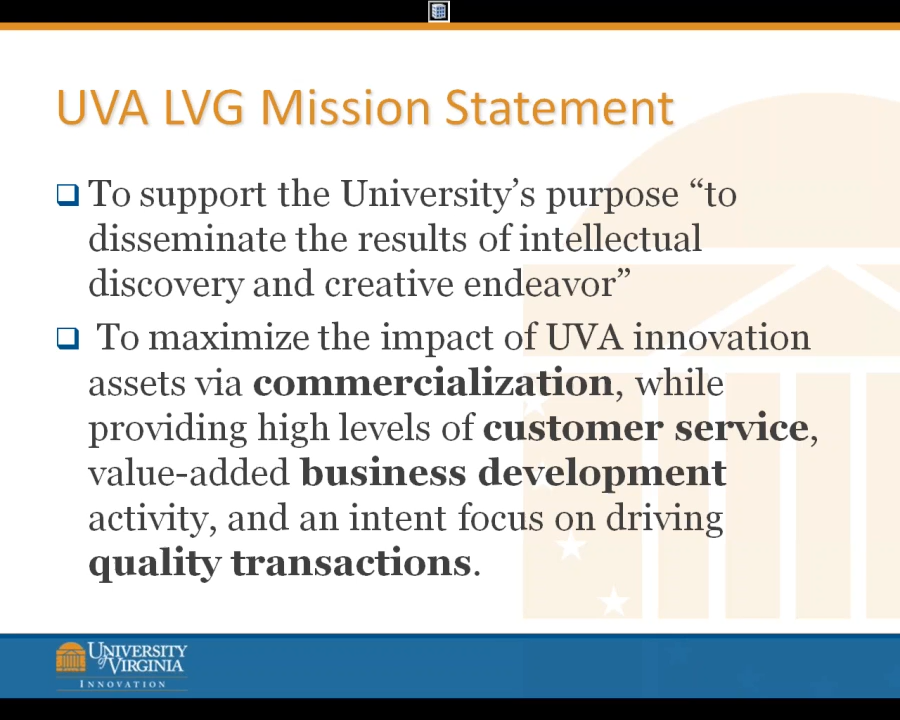 UVA LVG Mission Statement
To support the University’s purpose “to
disseminate the results of intellectual
discovery and creative endeavor”
To maximize the impact of UVA innovation
assets via commercialization, while
providing high levels of customer service,
value-added business development
activity, and an intent focus on driving
quality transactions.
UNIVERSITY
of VIRGINIA
INNOVATION